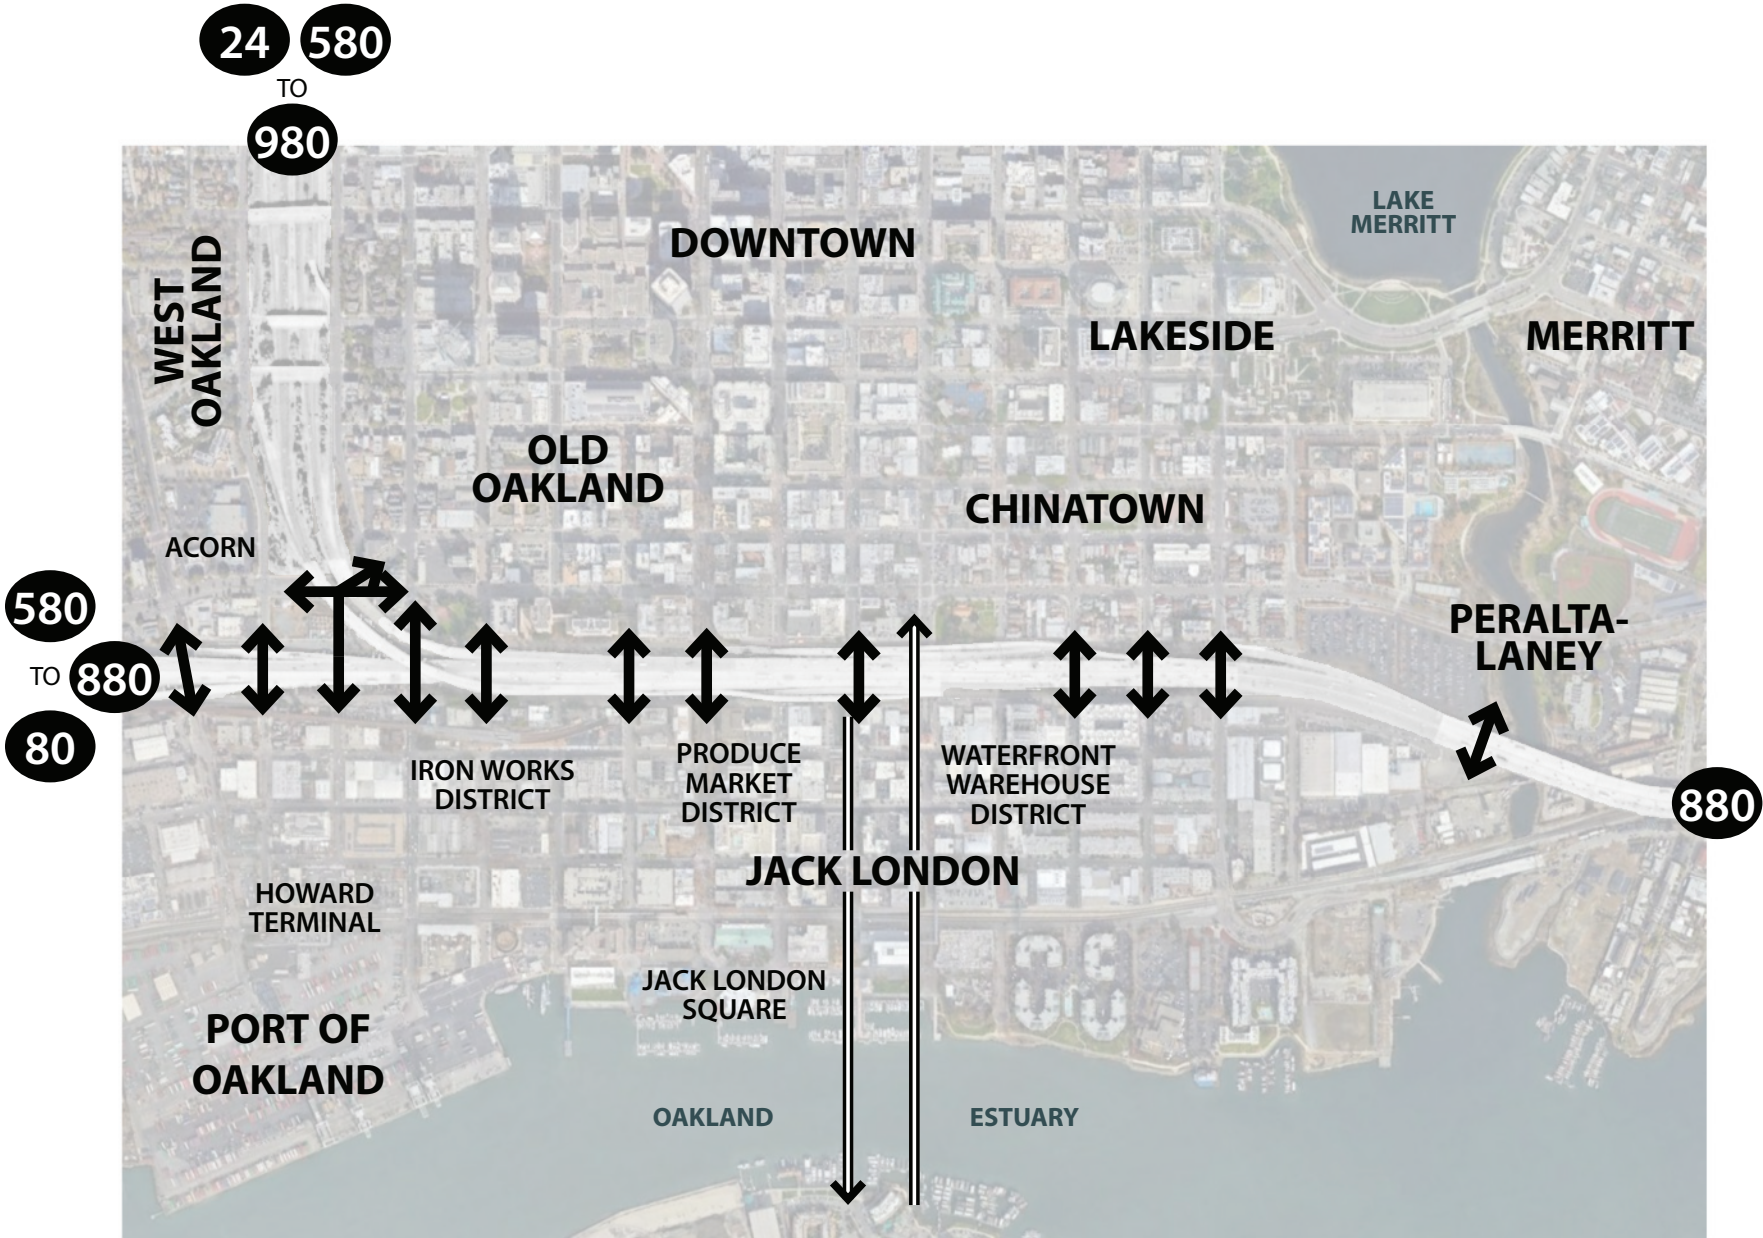 24 580
TO
980
LAKE
MERRITT
DOWNTOWN
WEST
OAKLAND
LAKESIDE
MERRITT
OLD
OAKLAND
CHINATOWN
ACORN
580
TO 880
80
PERALTA-
LANEY
IRON WORKS
DISTRICT
PRODUCE
MARKET
DISTRICT
WATERFRONT
WAREHOUSE
DISTRICT
880
JACK LONDON
HOWARD
TERMINAL
JACK LONDON
SQUARE
PORT OF
OAKLAND
OAKLAND
ESTUARY